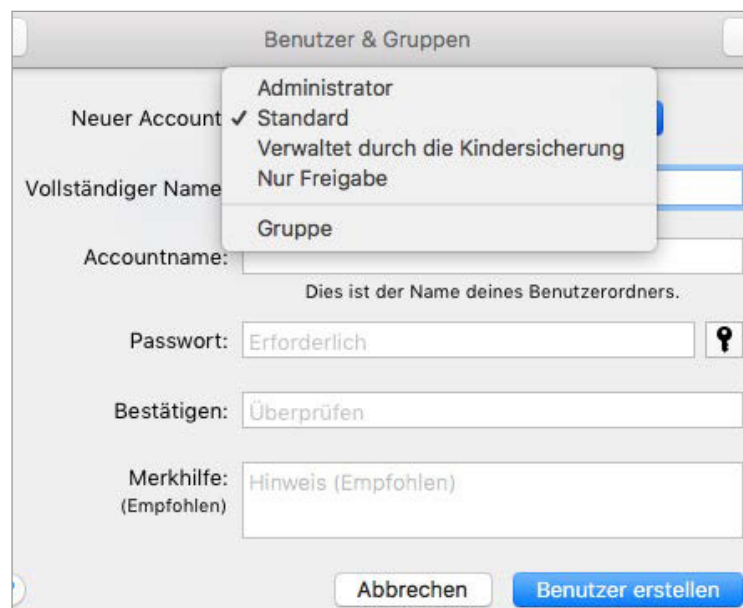 Benutzer & Gruppen
Administrator
Neuer Account ✓ Standard
Verwaltet durch die Kindersicherung
Nur Freigabe
Vollständiger Name
Gruppe
Accountname:
Dies ist der Name deines Benutzerordners.
Passwort: Erforderlich
Bestätigen: Überprüfen
Merkhilfe: Hinweis (Empfohlen)
(Empfohlen)
Abbrechen Benutzer erstellen